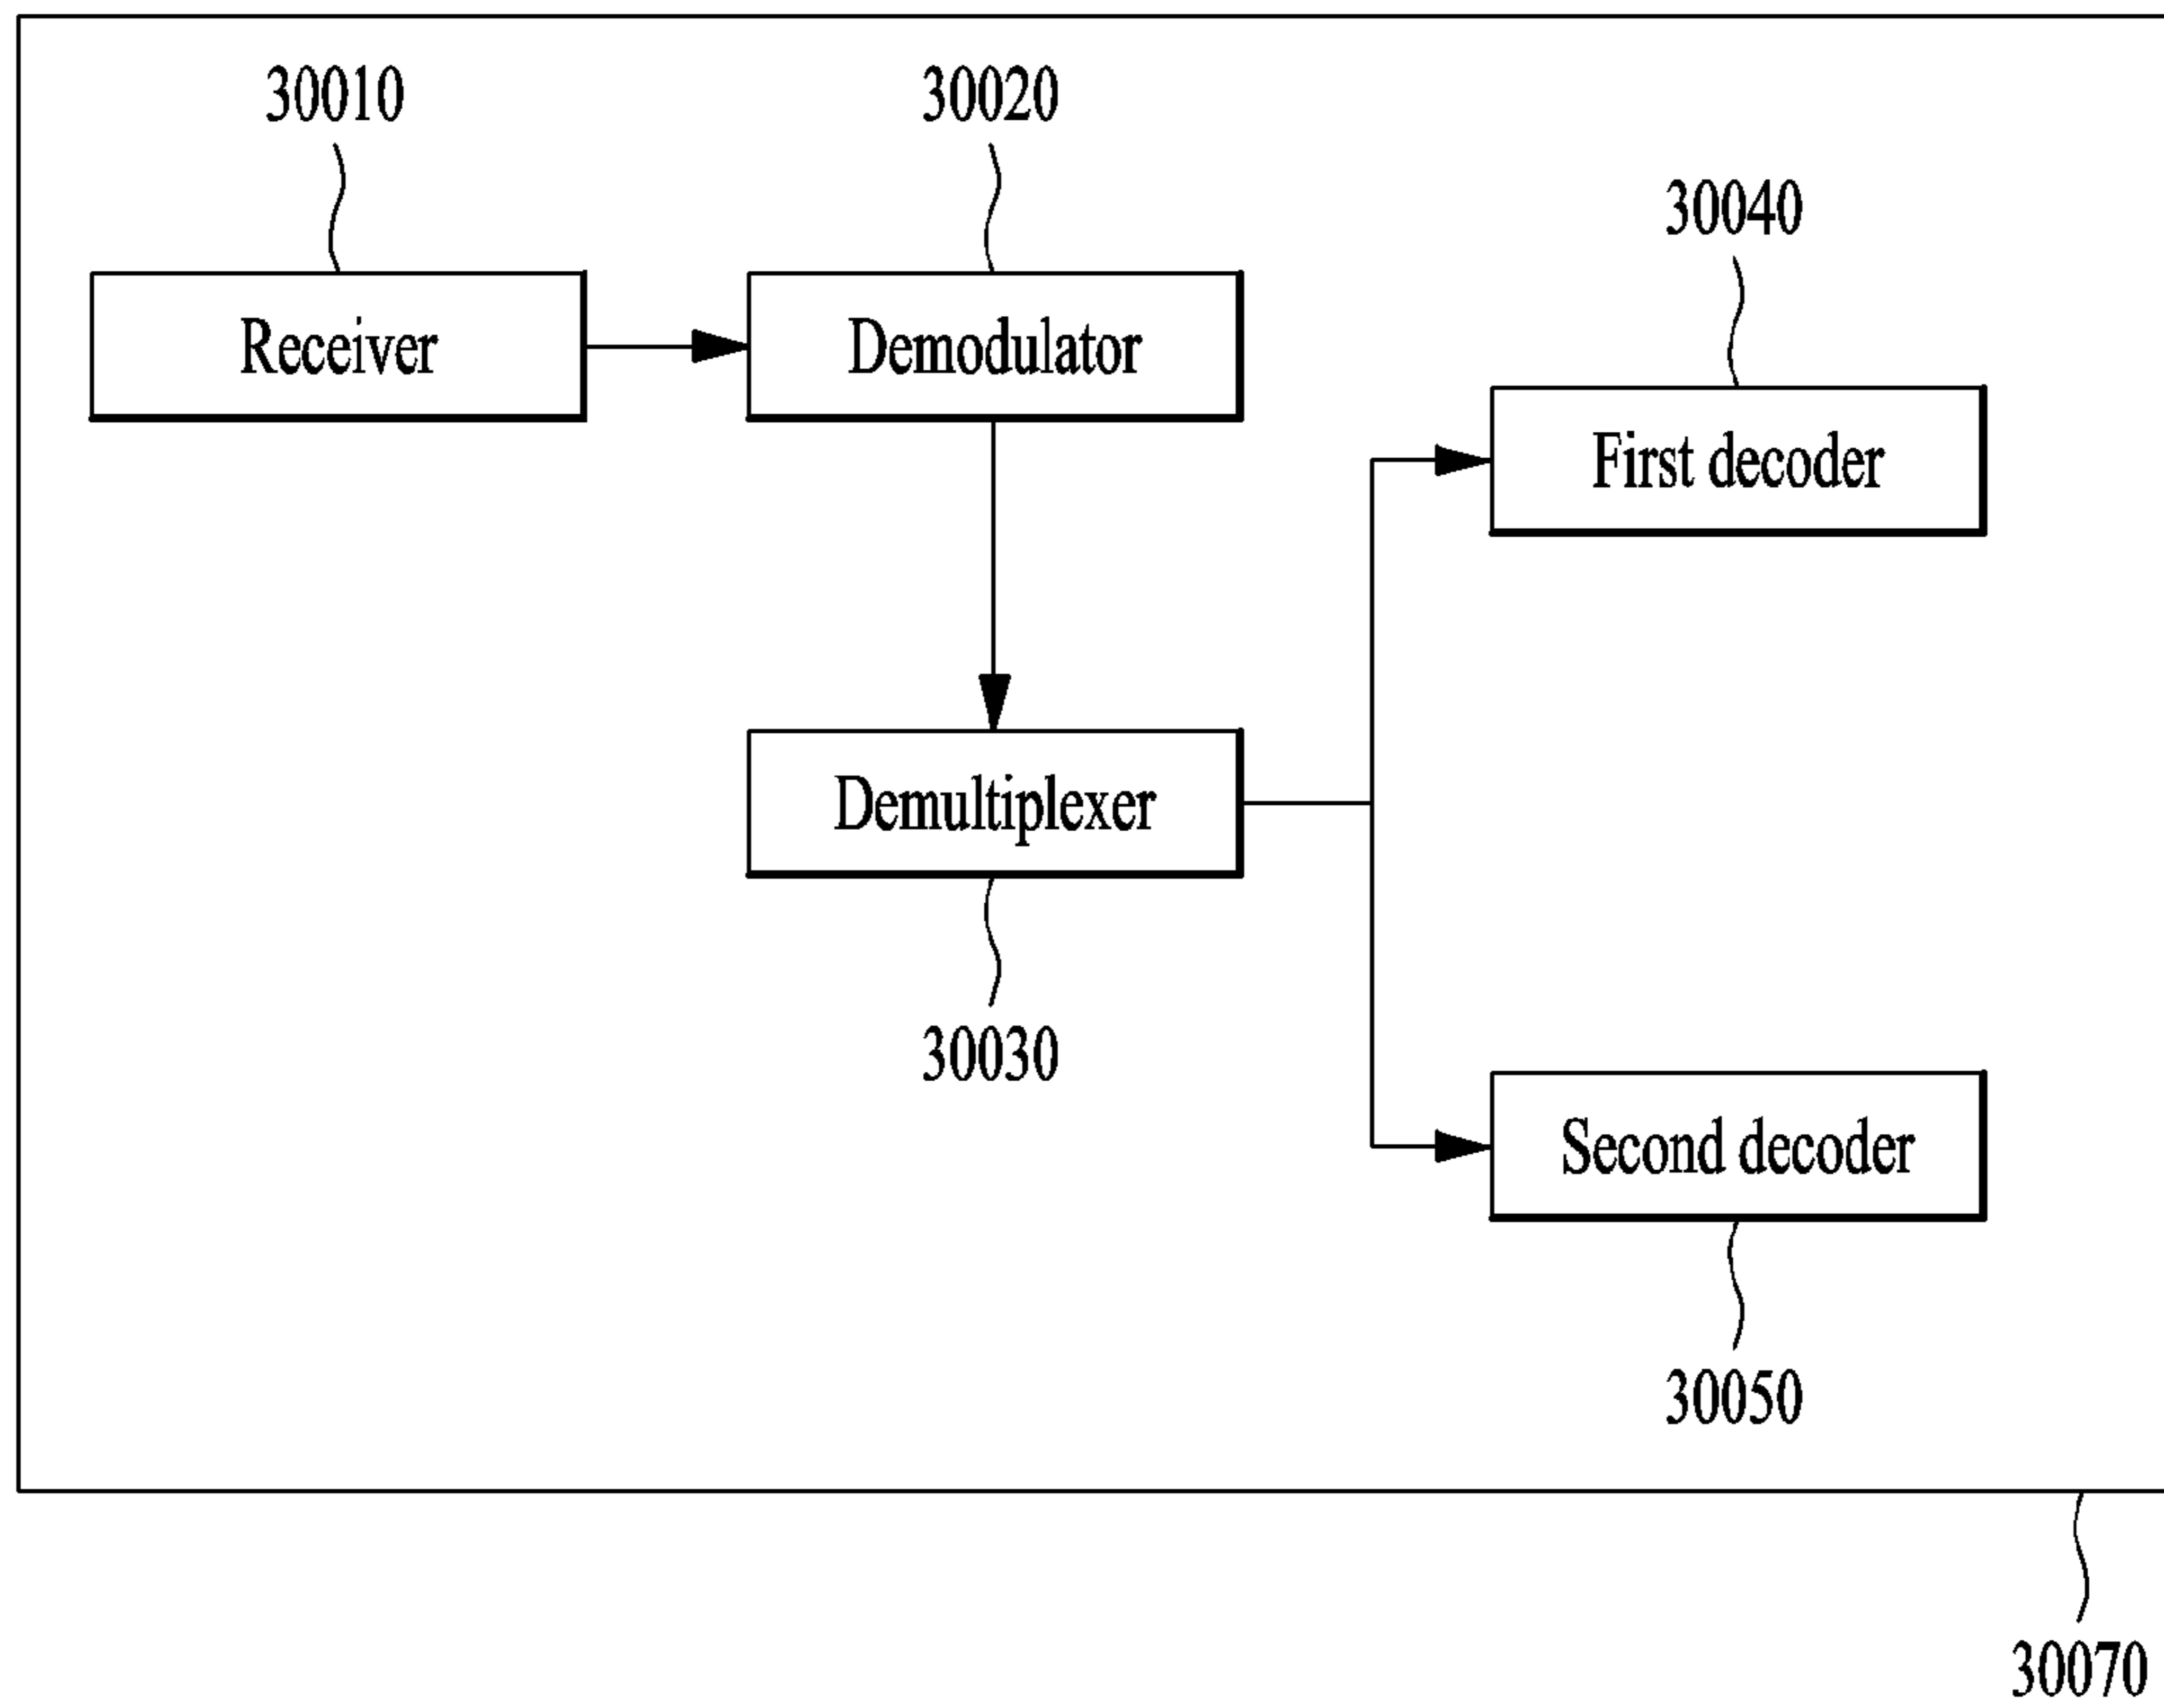 30010
30020
30040
Receiver
Demodulator
First decoder
Demultiplexer
30030
Second decoder
30050
30070